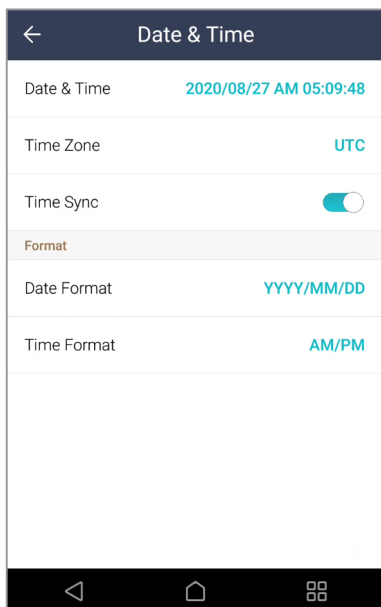 Date & Time
Date & Time 2020/08/27 AM 05:09:48
Time Zone UTC
Time Sync
Format
Date Format YYYY/MM/DD
Time Format AM/PM